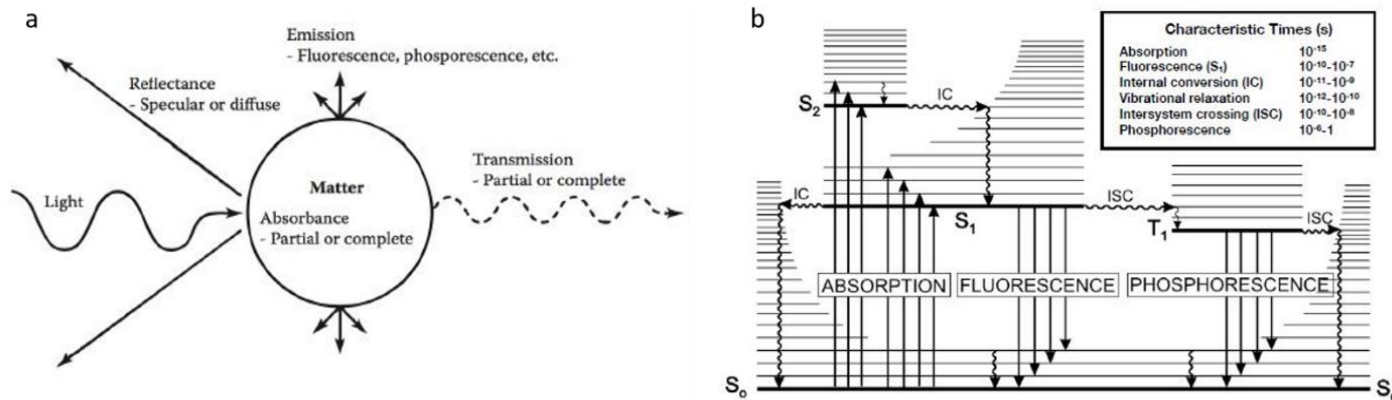 a
Emission
- Fluorescence, phosporescence, etc.
Reflectance
- Specular or diffuse
Transmission
- Partial or complete
Matter
Light
Absorbance
- Partial or complete
b
Characteristic Times (s)
Absorption 10⁻¹⁵
Fluorescence (S₁) 10⁻¹⁰-10⁻⁷
Internal conversion (IC) 10⁻¹¹-10⁻⁹
Vibrational relaxation 10⁻¹²-10⁻¹⁰
Intersystem crossing (ISC) 10⁻¹⁰-10⁻⁸
Phosphorescence 10⁻⁶-1
S₂
IC
IC
S₁
ISC
T₁
ISC
ABSORPTION
FLUORESCENCE
PHOSPHORESCENCE
S₀
S